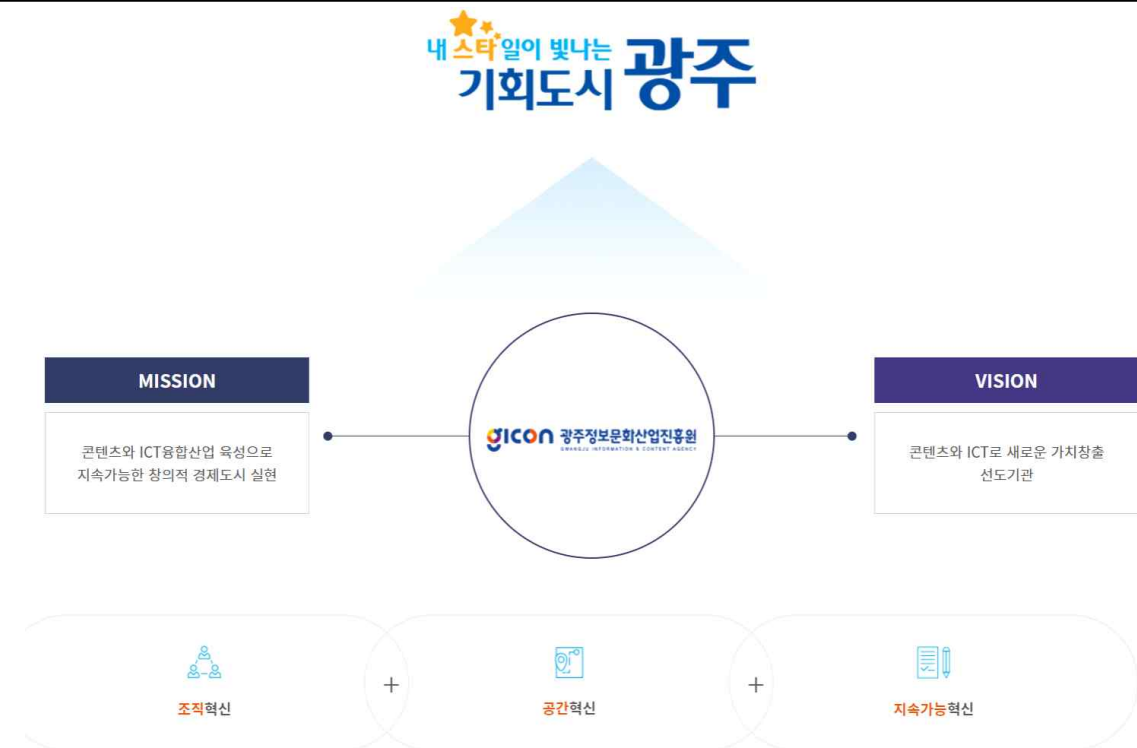 내 스타일이 빛나는
기회도시 광주
MISSION
콘텐츠와 ICT융합산업 육성으로
지속가능한 창의적 경제도시 실현
gicon 광주정보문화산업진흥원
GWANGJU INFORMATION & CONTENT AGENCY
VISION
콘텐츠와 ICT로 새로운 가치창출
선도기관
조직혁신
+
공간혁신
+
지속가능혁신